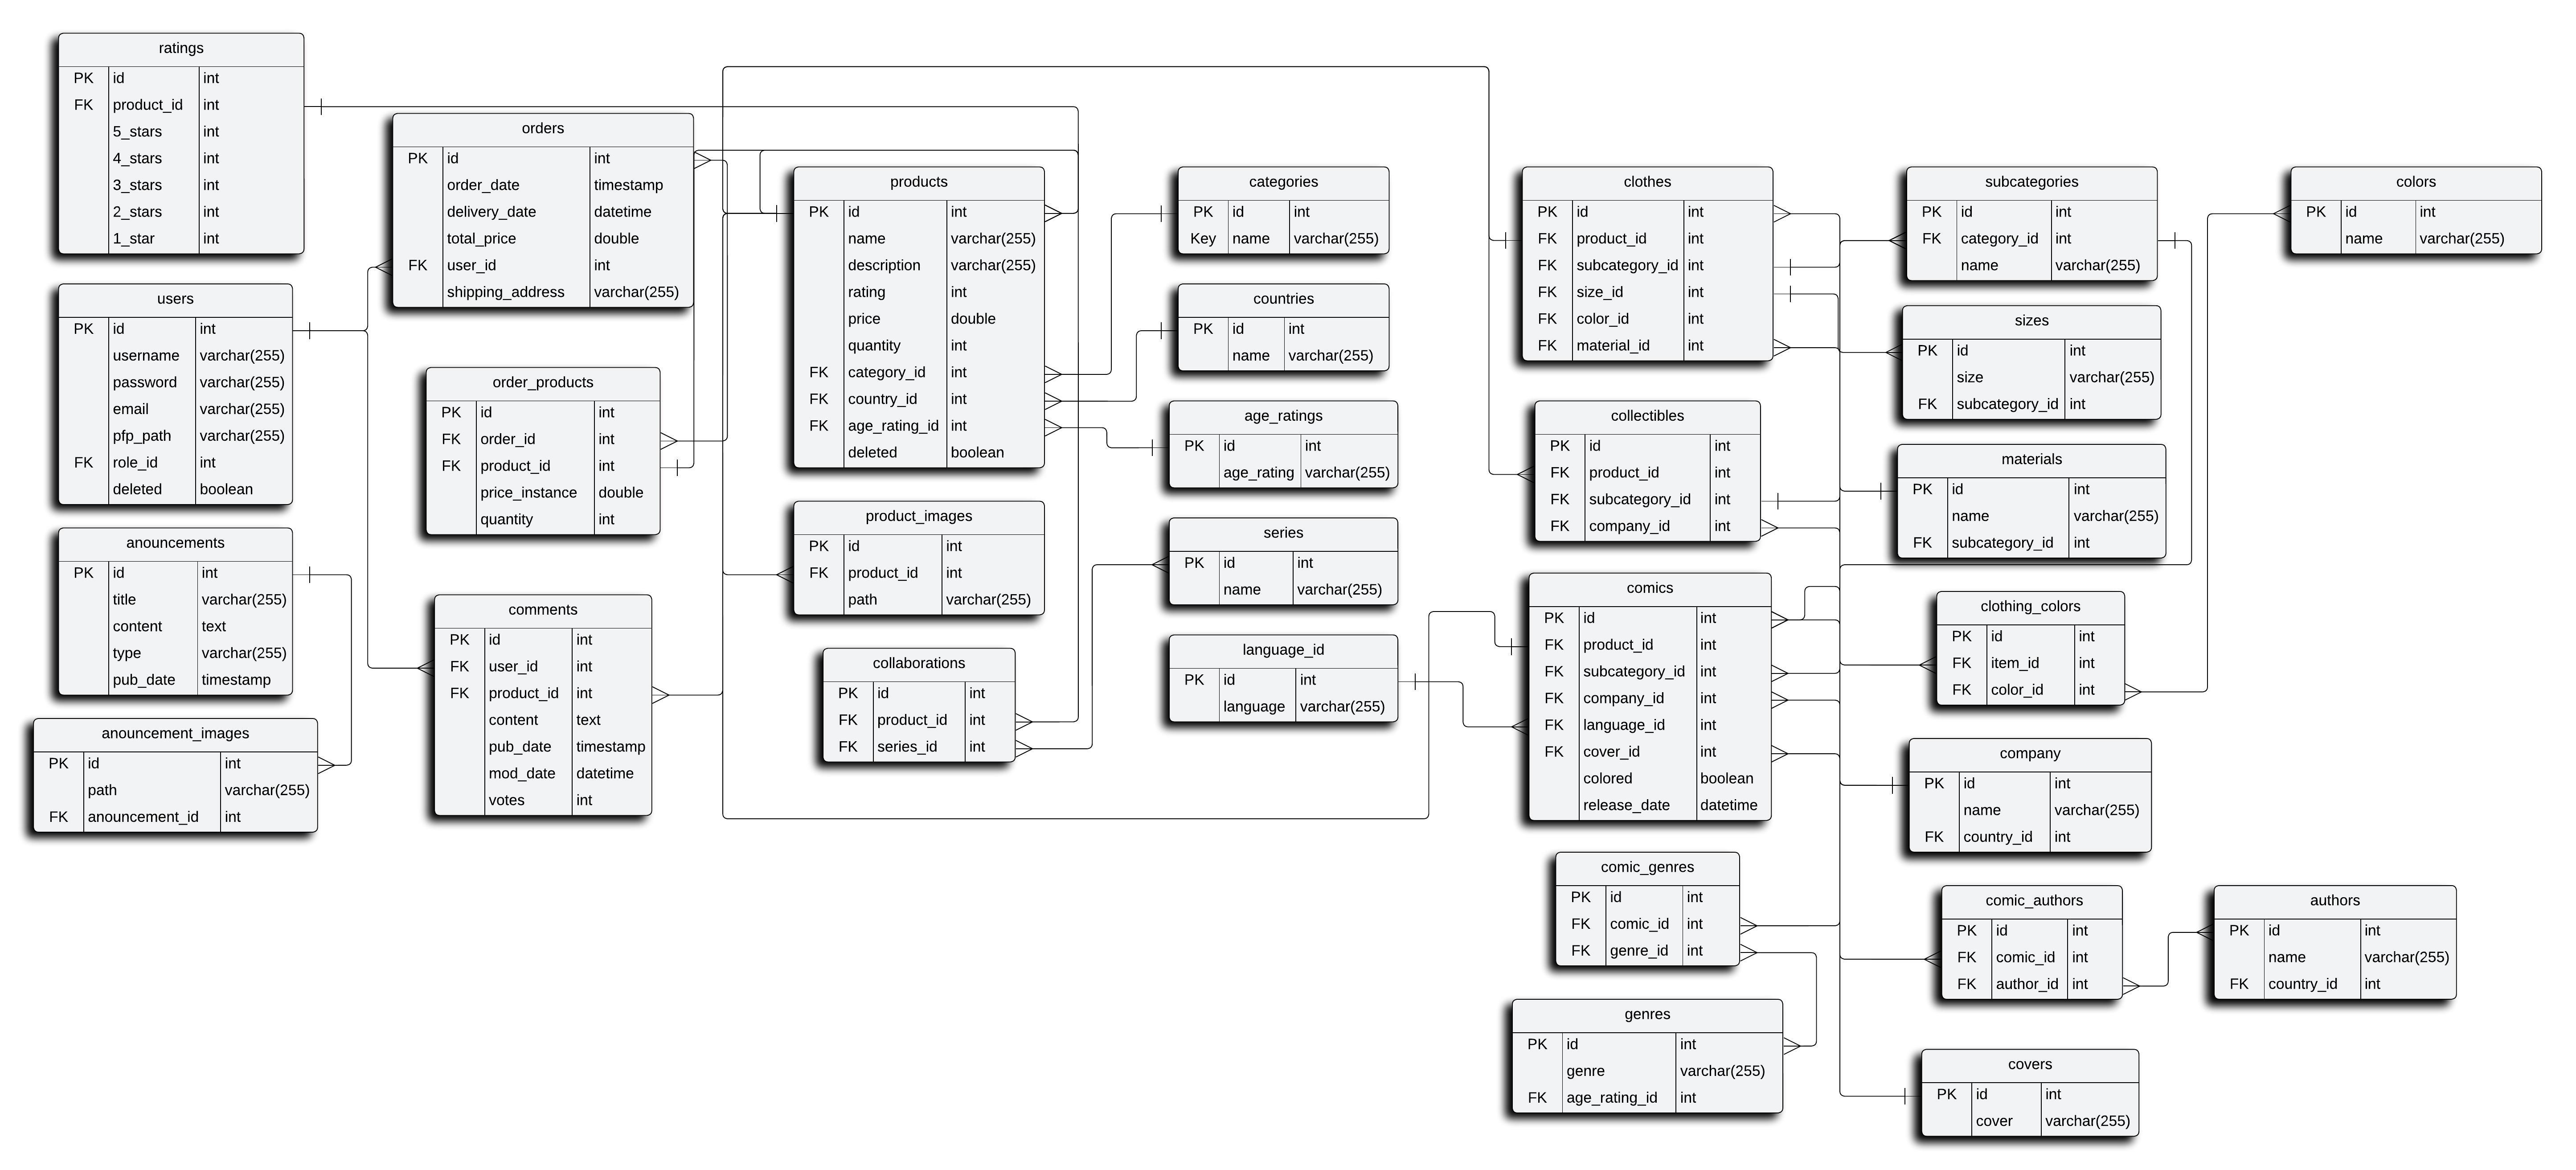 ratings
PK id int
FK product_id int
5_stars int
4_stars int
3_stars int
2_stars int
1_star int
users
PK id int
username varchar(255)
password varchar(255)
email varchar(255)
pfp_path varchar(255)
FK role_id int
deleted boolean
anouncements
PK id int
title varchar(255)
content text
type varchar(255)
pub_date timestamp
anouncement_images
PK id int
path varchar(255)
FK anouncement_id int
orders
PK id int
order_date timestamp
delivery_date datetime
total_price double
FK user_id int
shipping_address varchar(255)
order_products
PK id int
FK order_id int
FK product_id int
price_instance double
quantity int
comments
PK id int
FK user_id int
FK product_id int
content text
pub_date timestamp
mod_date datetime
votes int
products
PK id int
name varchar(255)
description varchar(255)
rating int
price double
quantity int
FK category_id int
FK country_id int
FK age_rating_id int
deleted boolean
product_images
PK id int
FK product_id int
path varchar(255)
collaborations
PK id int
FK product_id int
FK series_id int
categories
PK id int
Key name varchar(255)
countries
PK id int
name varchar(255)
age_ratings
PK id int
age_rating varchar(255)
series
PK id int
name varchar(255)
language_id
PK id int
language varchar(255)
clothes
PK id int
FK product_id int
FK subcategory_id int
FK size_id int
FK color_id int
FK material_id int
collectibles
PK id int
FK product_id int
FK subcategory_id int
FK company_id int
comics
PK id int
FK product_id int
FK subcategory_id int
FK company_id int
FK language_id int
FK cover_id int
colored boolean
release_date datetime
comic_genres
PK id int
FK comic_id int
FK genre_id int
genres
PK id int
genre varchar(255)
FK age_rating_id int
subcategories
PK id int
FK category_id int
name varchar(255)
sizes
PK id int
size varchar(255)
FK subcategory_id int
materials
PK id int
name varchar(255)
FK subcategory_id int
clothing_colors
PK id int
FK item_id int
FK color_id int
company
PK id int
name varchar(255)
FK country_id int
comic_authors
PK id int
FK comic_id int
FK author_id int
covers
PK id int
cover varchar(255)
colors
PK id int
name varchar(255)
authors
PK id int
name varchar(255)
FK country_id int